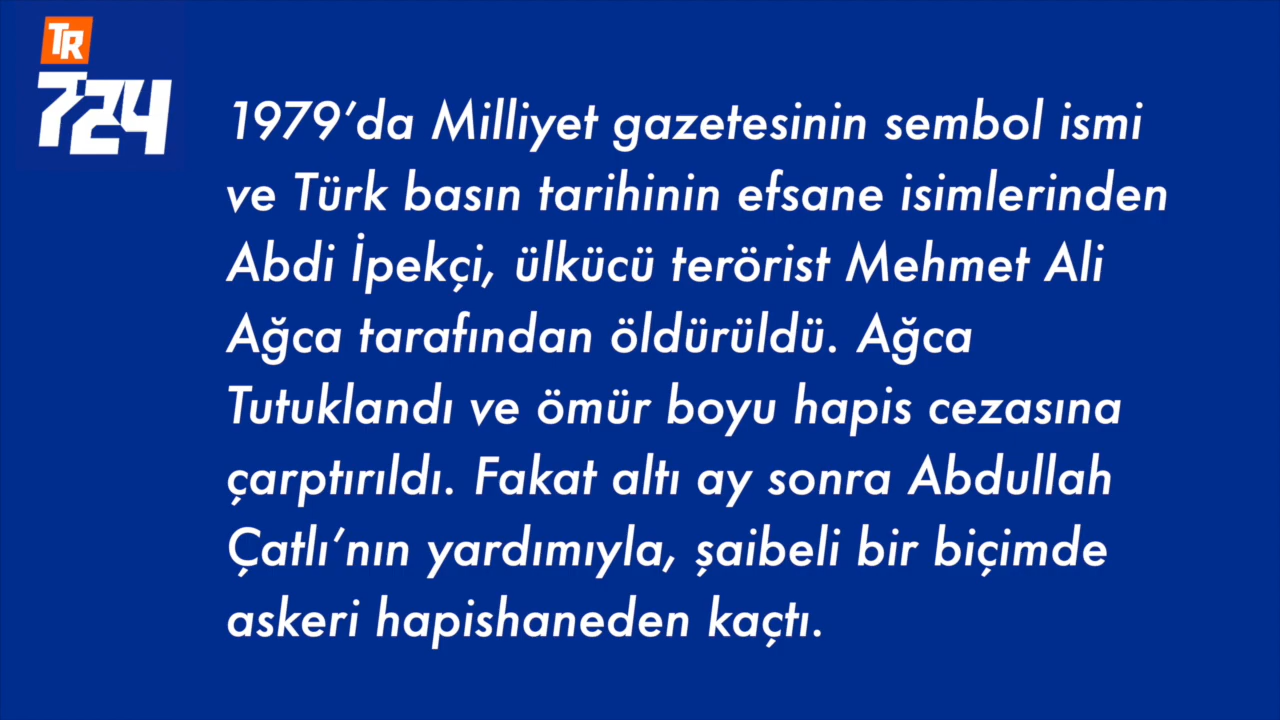 TR
724
1979’da Milliyet gazetesinin sembol ismi
ve Türk basın tarihinin efsane isimlerinden
Abdi İpekçi, ülkücü terörist Mehmet Ali
Ağca tarafından öldürüldü. Ağca
Tutuklandı ve ömür boyu hapis cezasına
çarptırıldı. Fakat altı ay sonra Abdullah
Çatlı’nın yardımıyla, şaibeli bir biçimde
askeri hapishaneden kaçtı.